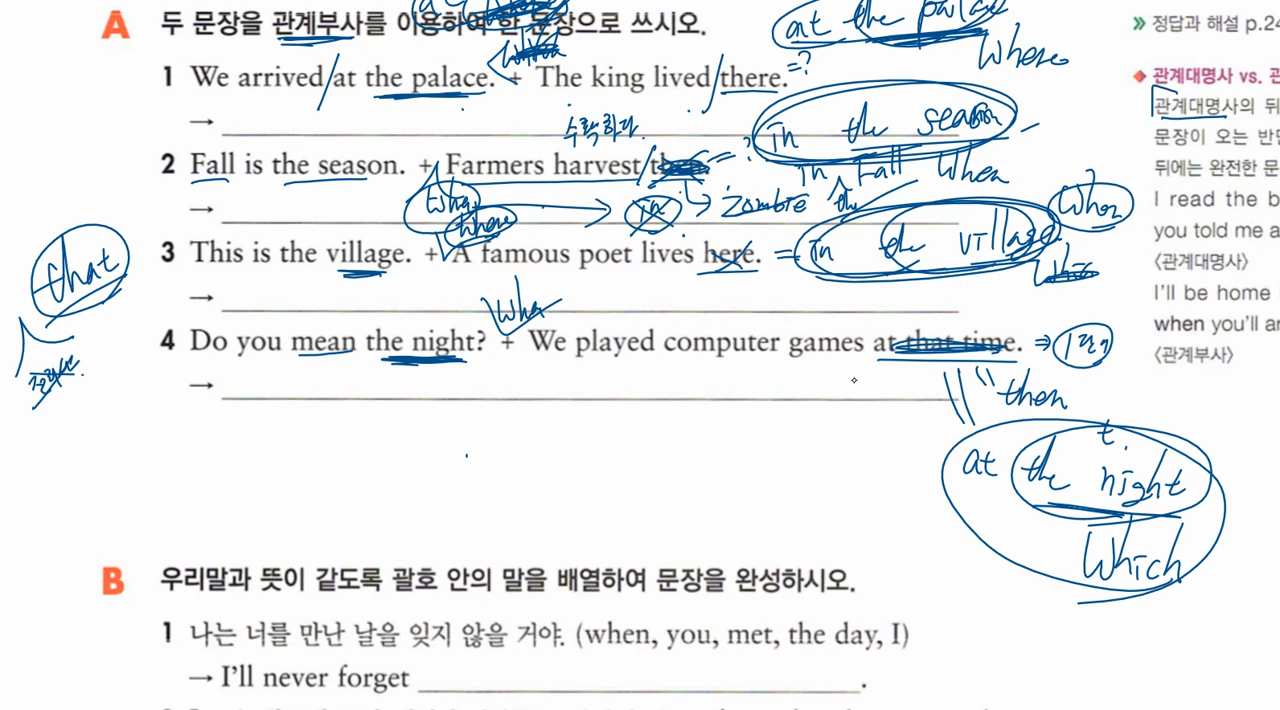 A 두 문장을 관계부사를 이용하여 한 문장으로 쓰시오.
at the palace
where
1 We arrived at the palace. + The king lived there. =?
→
수확하다.
in the season
2 Fall is the season. + Farmers harvest then. = ?
in the Fall when
→
where in zombie
3 This is the village. + A famous poet lives here. = in the village
when
→
that
4 Do you mean the night? + We played computer games at that time. ⇒
→
" then
at the night
t.
which
B 우리말과 뜻이 같도록 괄호 안의 말을 배열하여 문장을 완성하시오.
1 나는 너를 만난 날을 잊지 않을 거야. (when, you, met, the day, I)
→ I'll never forget .
정답과 해설 p.24
관계대명사 vs.
관계대명사의 뒤
문장이 오는 반면
뒤에는 완전한 문
I read the b
you told me a
〈관계대명사〉
I'll be home
when you'll ar
〈관계부사〉